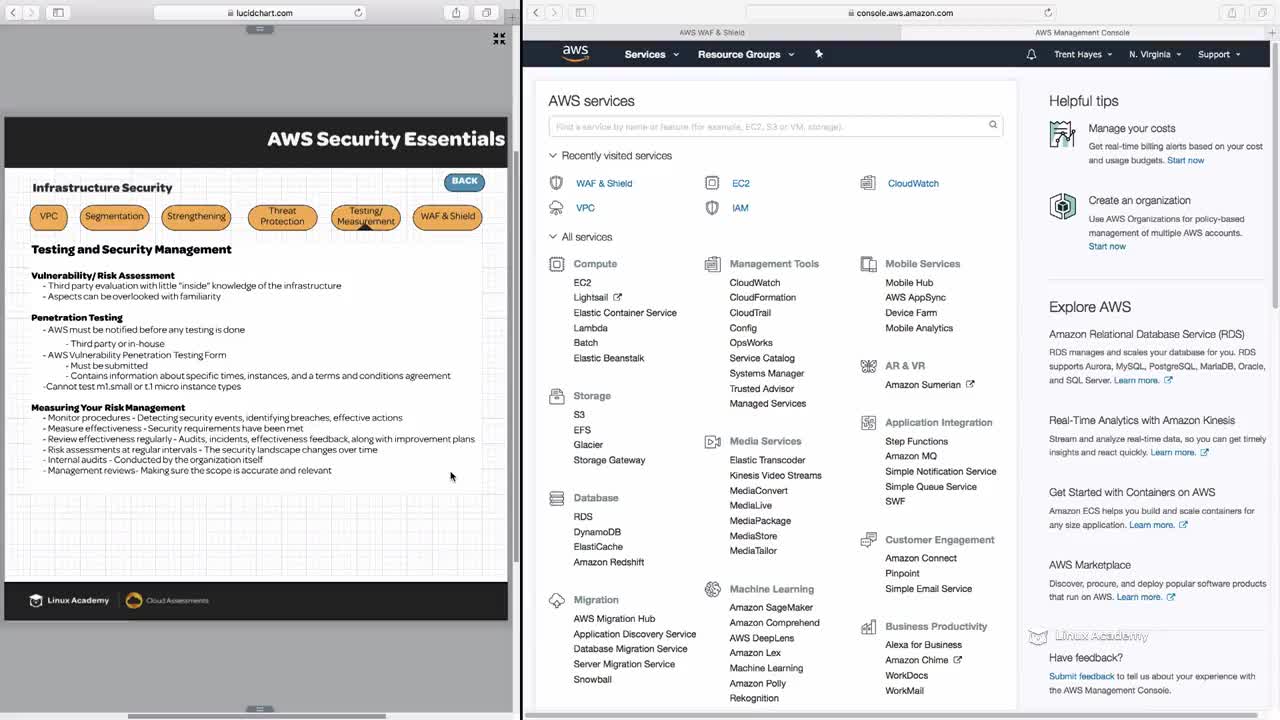 lucidchart.com
AWS Security Essentials
Infrastructure Security
BACK
VPC
Segmentation
Strengthening
Threat
Protection
Testing/
Measurement
WAF & Shield
Testing and Security Management
Vulnerability/ Risk Assessment
- Third party evaluation with little "inside" knowledge of the infrastructure
- Aspects can be overlooked with familiarity
Penetration Testing
- AWS must be notified before any testing is done
- Third party or in-house
- AWS Vulnerability Penetration Testing Form
- Must be submitted
- Contains information about specific times, instances, and a terms and conditions agreement
-Cannot test m1.small or t.1 micro instance types
Measuring Your Risk Management
- Monitor procedures - Detecting security events, identifying breaches, effective actions
- Measure effectiveness - Security requirements have been met
- Review effectiveness regularly - Audits, incidents, effectiveness feedback, along with improvement plans
- Risk assessments at regular intervals - The security landscape changes over time
- Internal audits - Conducted by the organization itself
- Management reviews- Making sure the scope is accurate and relevant
Linux Academy
Cloud Assessments
console.aws.amazon.com
AWS WAF & Shield
AWS Management Console
aws
Services
Resource Groups
Trent Hayes
N. Virginia
Support
AWS services
Find a service by name or feature (for example, EC2, S3 or VM, storage).
Recently visited services
WAF & Shield
EC2
CloudWatch
VPC
IAM
All services
Compute
EC2
Lightsail
Elastic Container Service
Lambda
Batch
Elastic Beanstalk
Storage
S3
EFS
Glacier
Storage Gateway
Database
RDS
DynamoDB
ElastiCache
Amazon Redshift
Migration
AWS Migration Hub
Application Discovery Service
Database Migration Service
Server Migration Service
Snowball
Management Tools
CloudWatch
CloudFormation
CloudTrail
Config
OpsWorks
Service Catalog
Systems Manager
Trusted Advisor
Managed Services
Media Services
Elastic Transcoder
Kinesis Video Streams
MediaConvert
MediaLive
MediaPackage
MediaStore
MediaTailor
Machine Learning
Amazon SageMaker
Amazon Comprehend
AWS DeepLens
Amazon Lex
Machine Learning
Amazon Polly
Rekognition
Mobile Services
Mobile Hub
AWS AppSync
Device Farm
Mobile Analytics
AR & VR
Amazon Sumerian
Application Integration
Step Functions
Amazon MQ
Simple Notification Service
Simple Queue Service
SWF
Customer Engagement
Amazon Connect
Pinpoint
Simple Email Service
Business Productivity
Alexa for Business
Amazon Chime
WorkDocs
WorkMail
Helpful tips
Manage your costs
Get real-time billing alerts based on your cost
and usage budgets. Start now
Create an organization
Use AWS Organizations for policy-based
management of multiple AWS accounts.
Start now
Explore AWS
Amazon Relational Database Service (RDS)
RDS manages and scales your database for you. RDS
supports Aurora, MySQL, PostgreSQL, MariaDB, Oracle,
and SQL Server. Learn more.
Real-Time Analytics with Amazon Kinesis
Stream and analyze real-time data, so you can get timely
insights and react quickly. Learn more.
Get Started with Containers on AWS
Amazon ECS helps you build and scale containers for
any size application. Learn more.
AWS Marketplace
Discover, procure, and deploy popular software products
that run on AWS. Learn more.
Linux Academy
Have feedback?
Submit feedback to tell us about your experience with
the AWS Management Console.